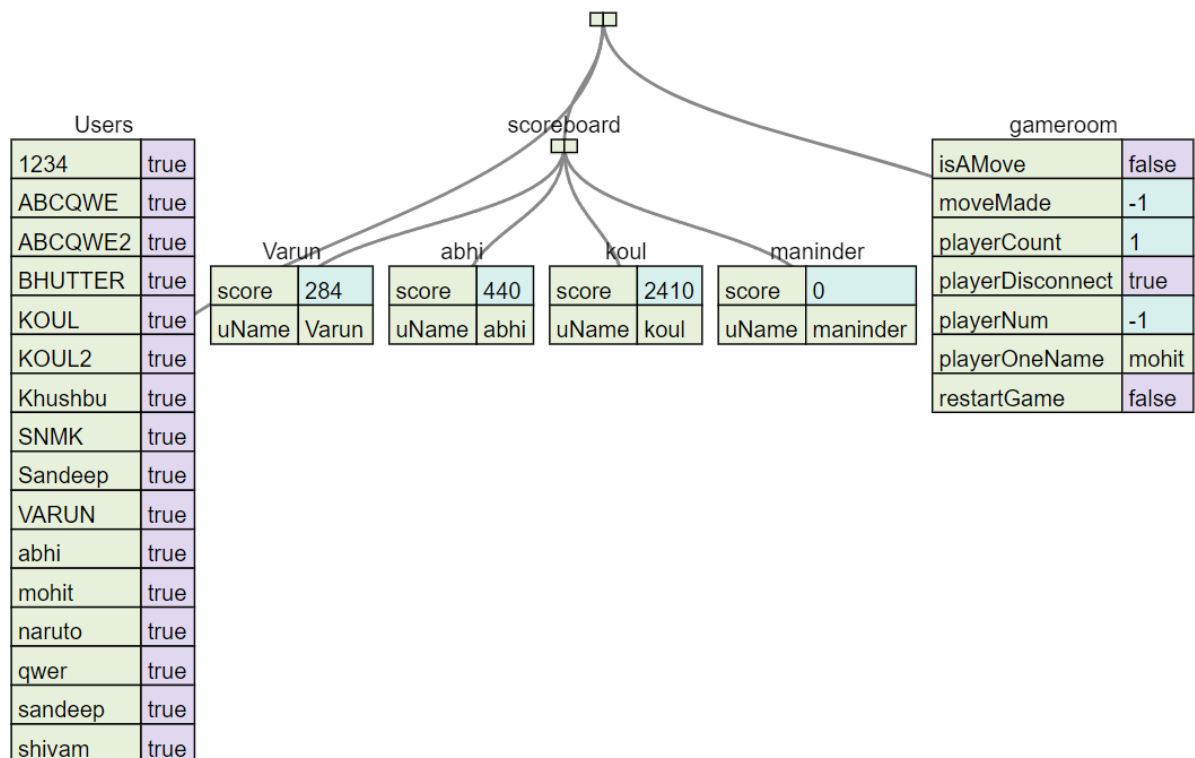 Users
1234 true
ABCQWE true
ABCQWE2 true
BHUTTER true
KOUL true
KOUL2 true
Khushbu true
SNMK true
Sandeep true
VARUN true
abhi true
mohit true
naruto true
qwer true
sandeep true
shivam true
scoreboard
Varun
score 284
uName Varun
abhi
score 440
uName abhi
koul
score 2410
uName koul
maninder
score 0
uName maninder
gameroom
isAMove false
moveMade -1
playerCount 1
playerDisconnect true
playerNum -1
playerOneName mohit
restartGame false